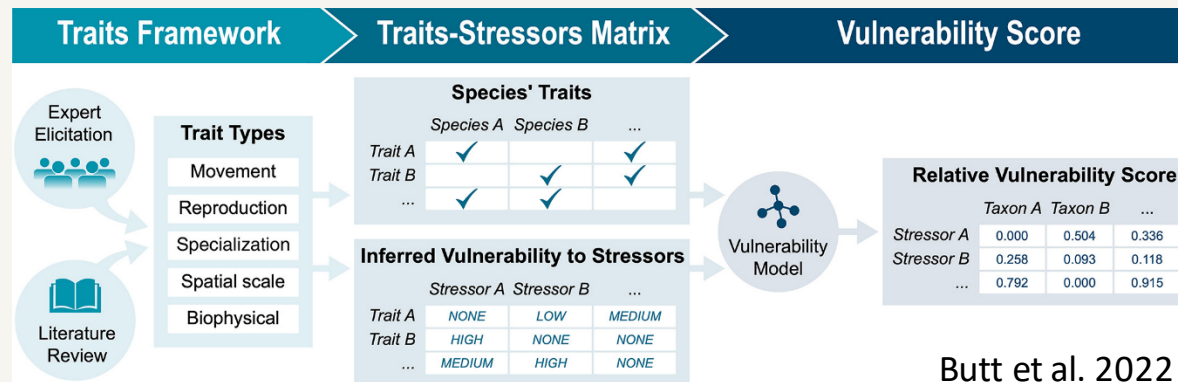 Traits Framework
Traits-Stressors Matrix
Vulnerability Score
Expert
Elicitation
Literature
Review
Trait Types
Movement
Reproduction
Specialization
Spatial scale
Biophysical
Species' Traits
Species A Species B ...
Trait A ✓ ✓
Trait B ✓ ✓
... ✓ ✓
Inferred Vulnerability to Stressors
Stressor A Stressor B ...
Trait A NONE LOW MEDIUM
Trait B HIGH NONE NONE
... MEDIUM HIGH NONE
Vulnerability
Model
Relative Vulnerability Score
Taxon A Taxon B ...
Stressor A 0.000 0.504 0.336
Stressor B 0.258 0.093 0.118
... 0.792 0.000 0.915
Butt et al. 2022